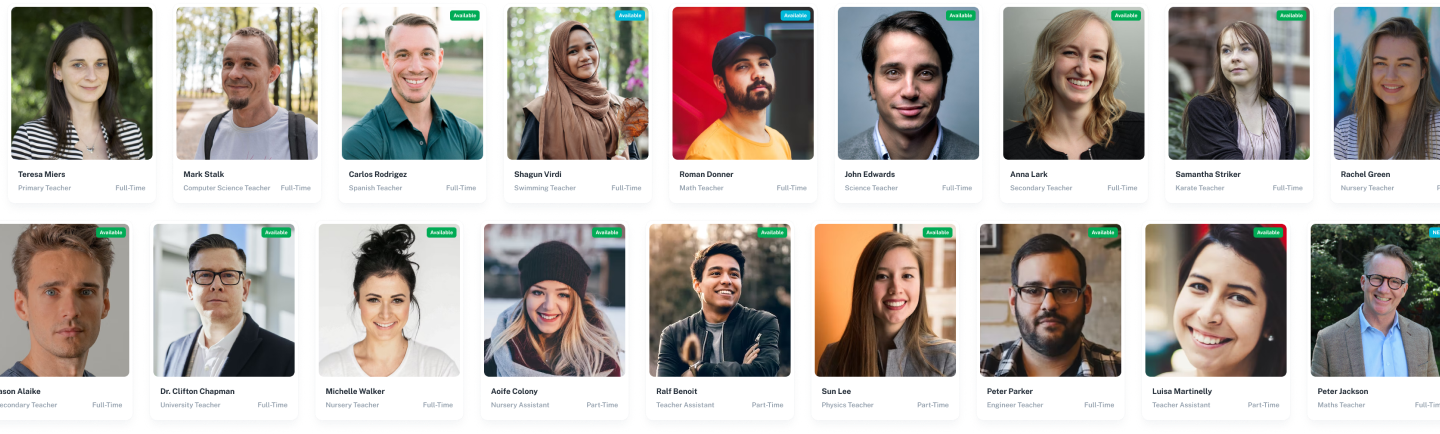 Available
Available
Available
Available
Available
Available
Teresa Miers
Primary Teacher Full-Time
Mark Stalk
Computer Science Teacher Full-Time
Carlos Rodrigez
Spanish Teacher Full-Time
Shagun Virdi
Swimming Teacher Full-Time
Roman Donner
Math Teacher Full-Time
John Edwards
Science Teacher Full-Time
Anna Lark
Secondary Teacher Full-Time
Samantha Striker
Karate Teacher Full-Time
Rachel Green
Nursery Teacher F
Available
Available
Available
Available
Available
Available
Available
Available
NE
ason Alaike
econdary Teacher Full-Time
Dr. Clifton Chapman
University Teacher Full-Time
Michelle Walker
Nursery Teacher Full-Time
Aoife Colony
Nursery Assistant Part-Time
Ralf Benoit
Teacher Assistant Part-Time
Sun Lee
Physics Teacher Part-Time
Peter Parker
Engineer Teacher Full-Time
Luisa Martinelly
Teacher Assistant Part-Time
Peter Jackson
Maths Teacher Full-Tim